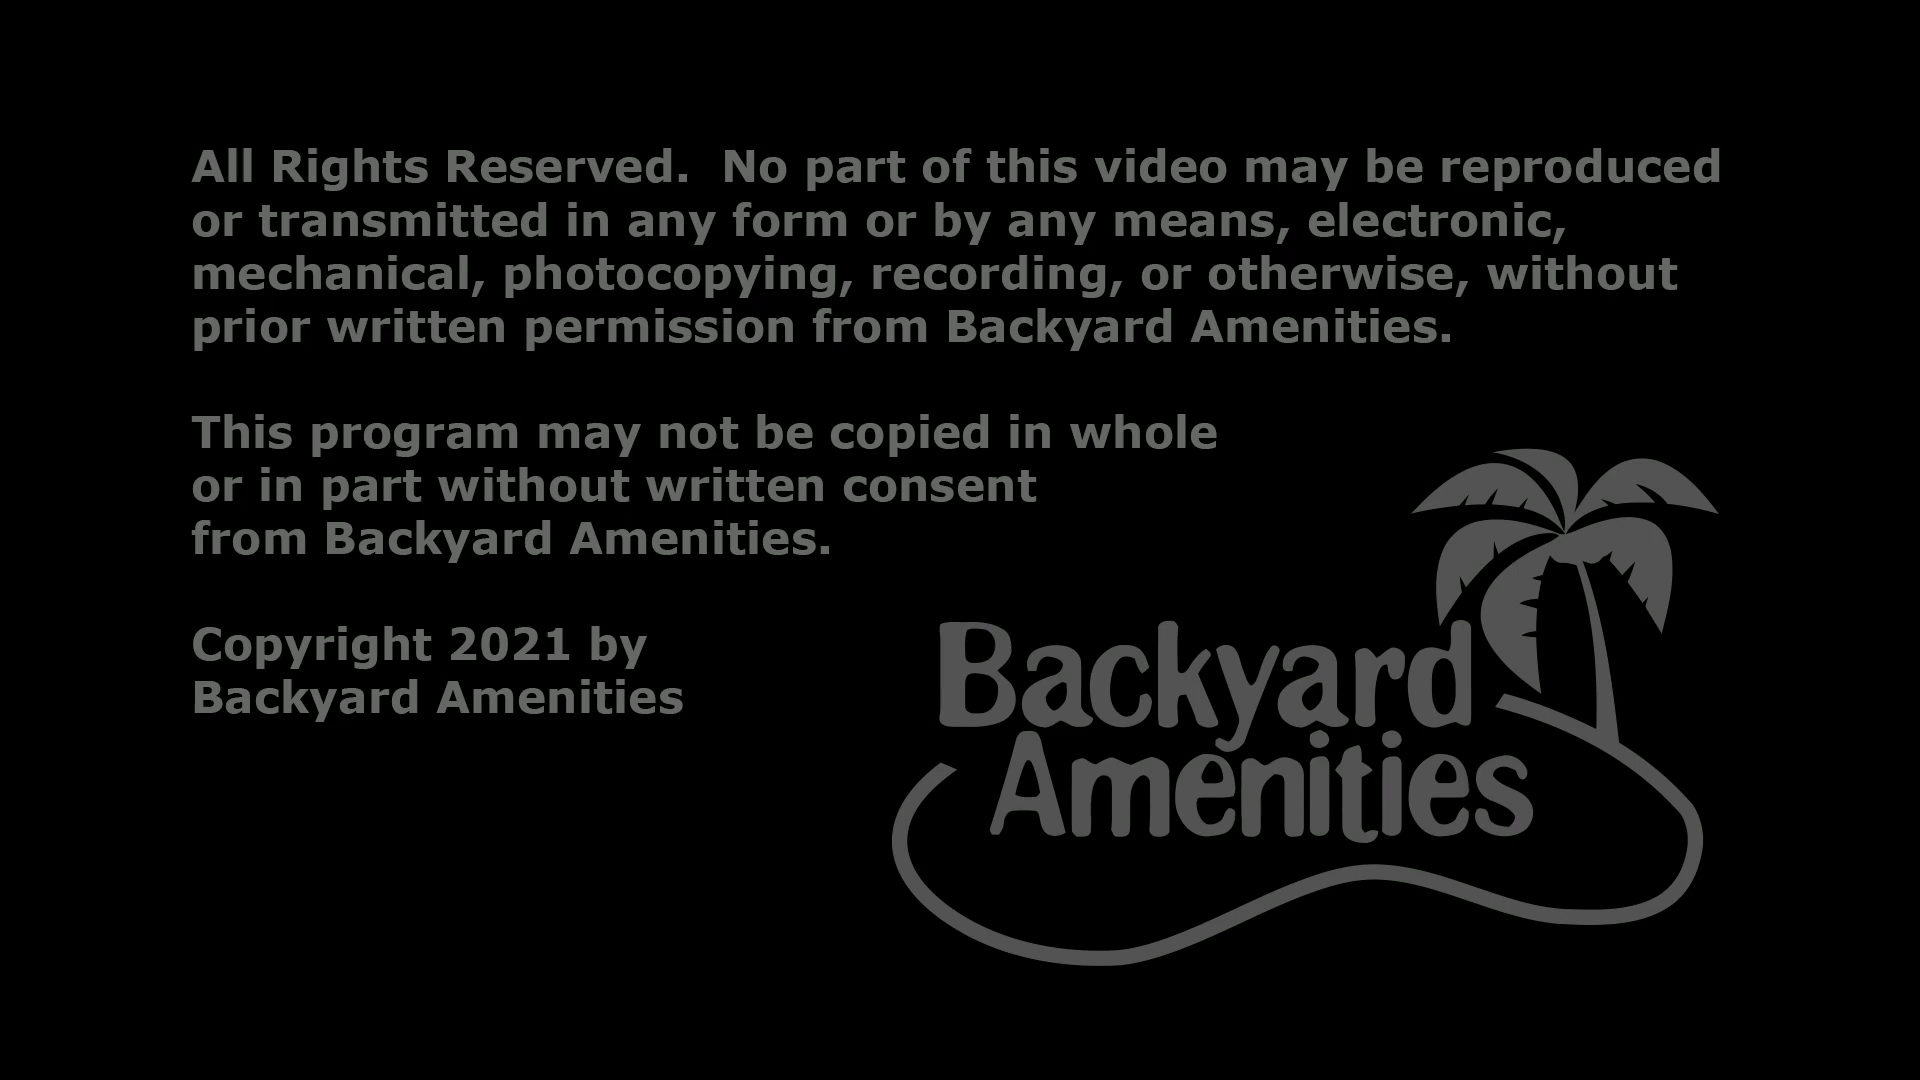 All Rights Reserved.  No part of this video may be reproduced
or transmitted in any form or by any means, electronic,
mechanical, photocopying, recording, or otherwise, without
prior written permission from Backyard Amenities.
This program may not be copied in whole
or in part without written consent
from Backyard Amenities.
Copyright 2021 by
Backyard Amenities
Backyard
Amenities